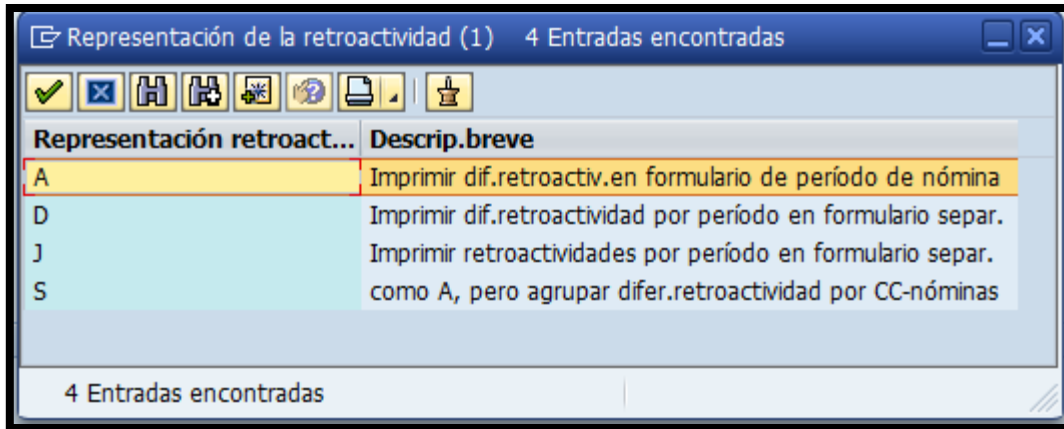 Representación de la retroactividad (1) 4 Entradas encontradas
Representación retroact... Descrip.breve
A Imprimir dif.retroactiv.en formulario de período de nómina
D Imprimir dif.retroactividad por período en formulario separ.
J Imprimir retroactividades por período en formulario separ.
S como A, pero agrupar difer.retroactividad por CC-nóminas
4 Entradas encontradas